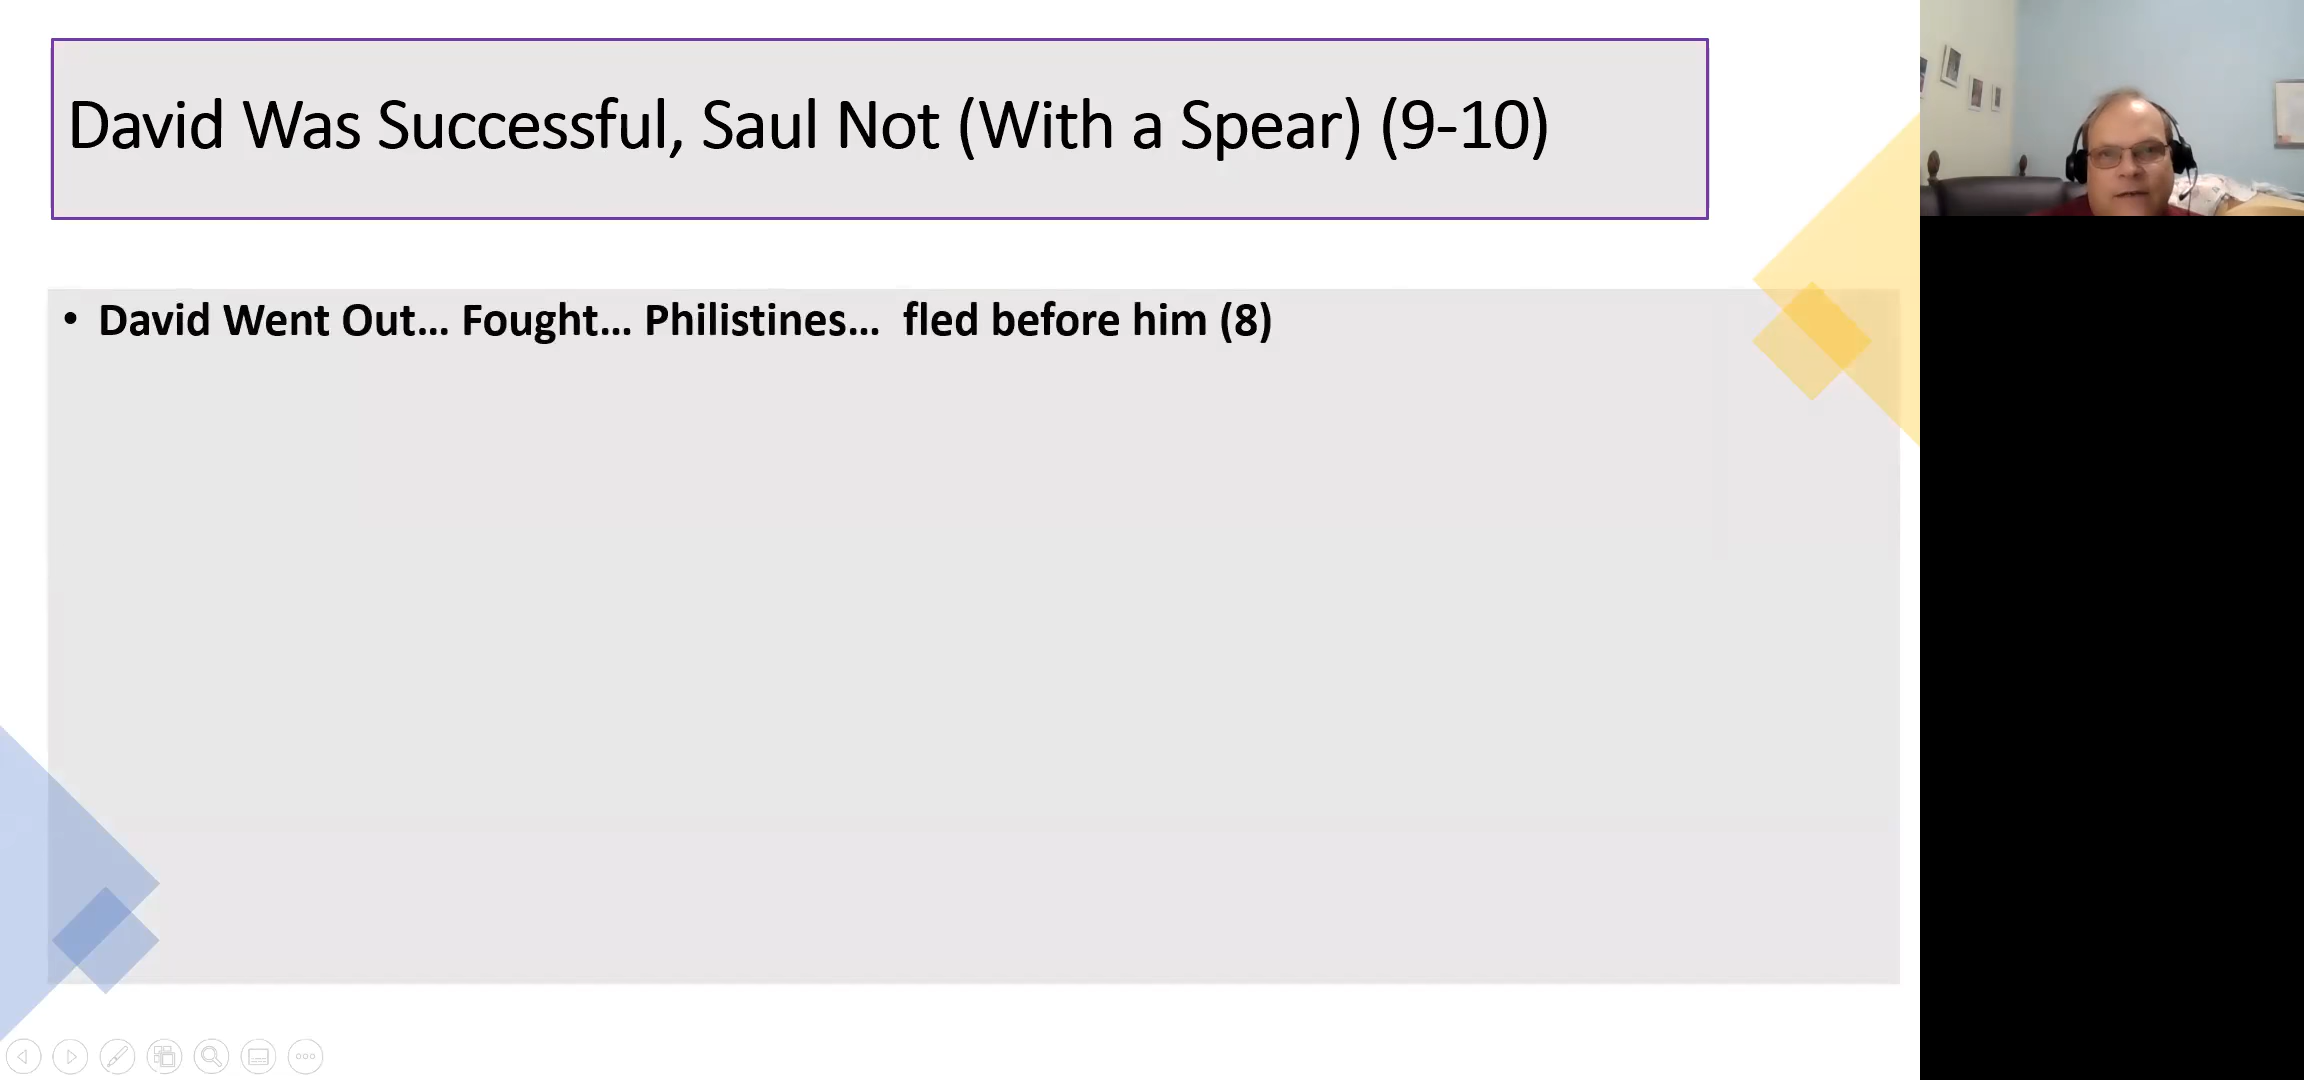 David Was Successful, Saul Not (With a Spear) (9-10)
• David Went Out... Fought... Philistines...  fled before him (8)